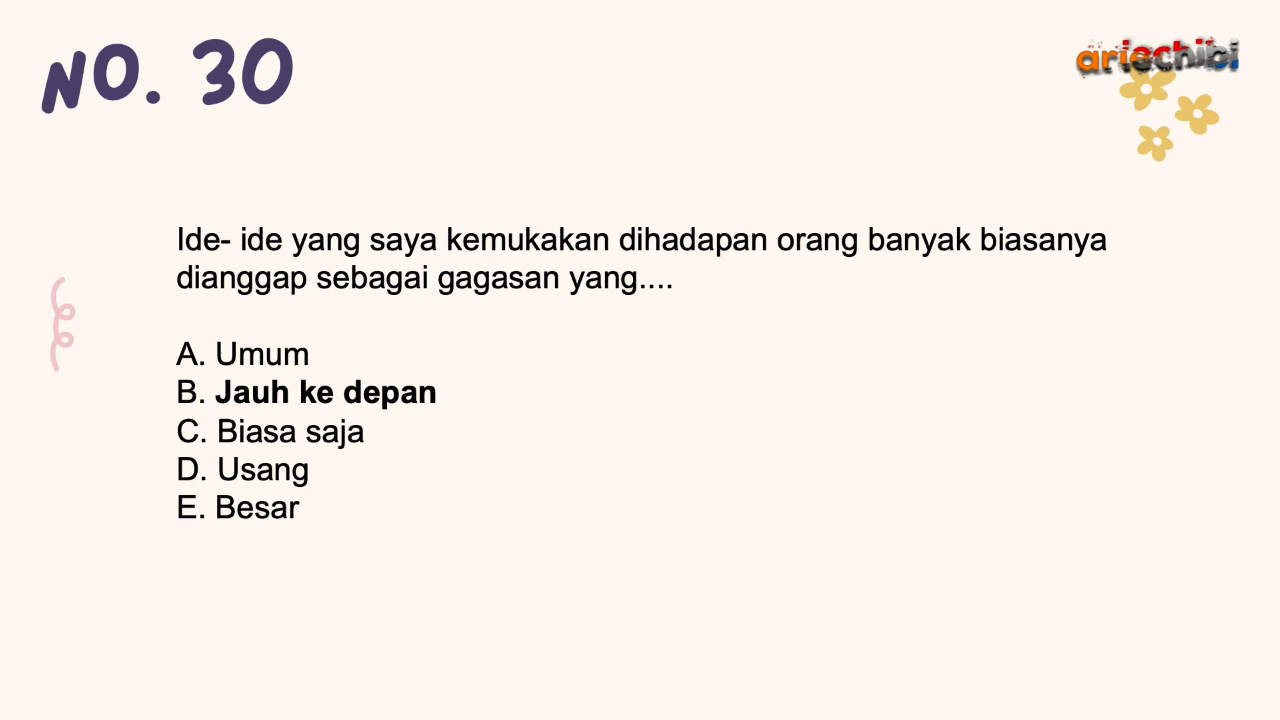 NO. 30
ariechibi
Ide- ide yang saya kemukakan dihadapan orang banyak biasanya
dianggap sebagai gagasan yang....
A. Umum
B. Jauh ke depan
C. Biasa saja
D. Usang
E. Besar